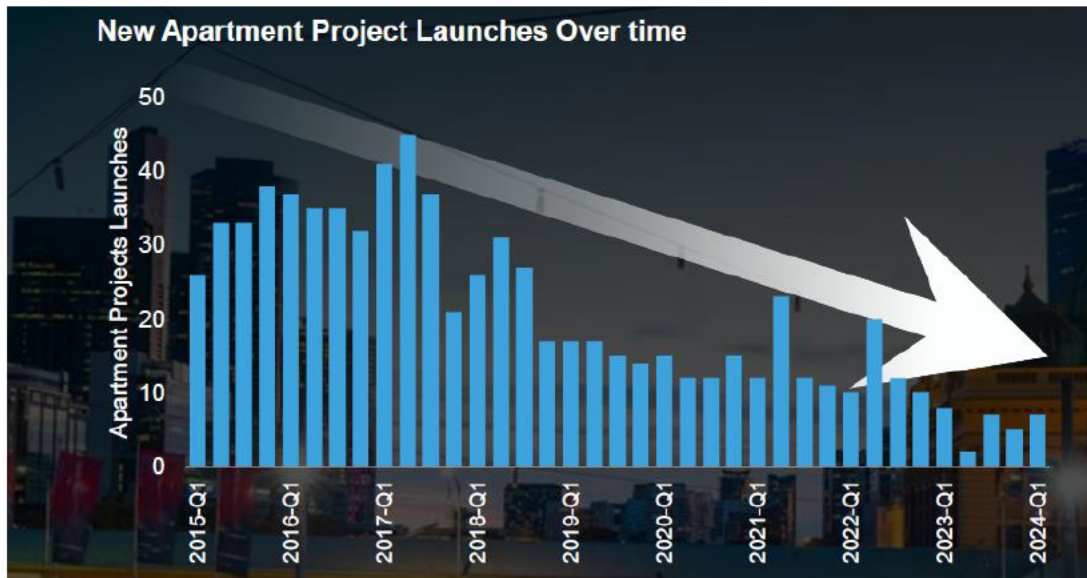 New Apartment Project Launches Over time
Apartment Projects Launches
50
40
30
20
10
0
2015-Q1
2016-Q1
2017-Q1
2018-Q1
2019-Q1
2020-Q1
2021-Q1
2022-Q1
2023-Q1
2024-Q1